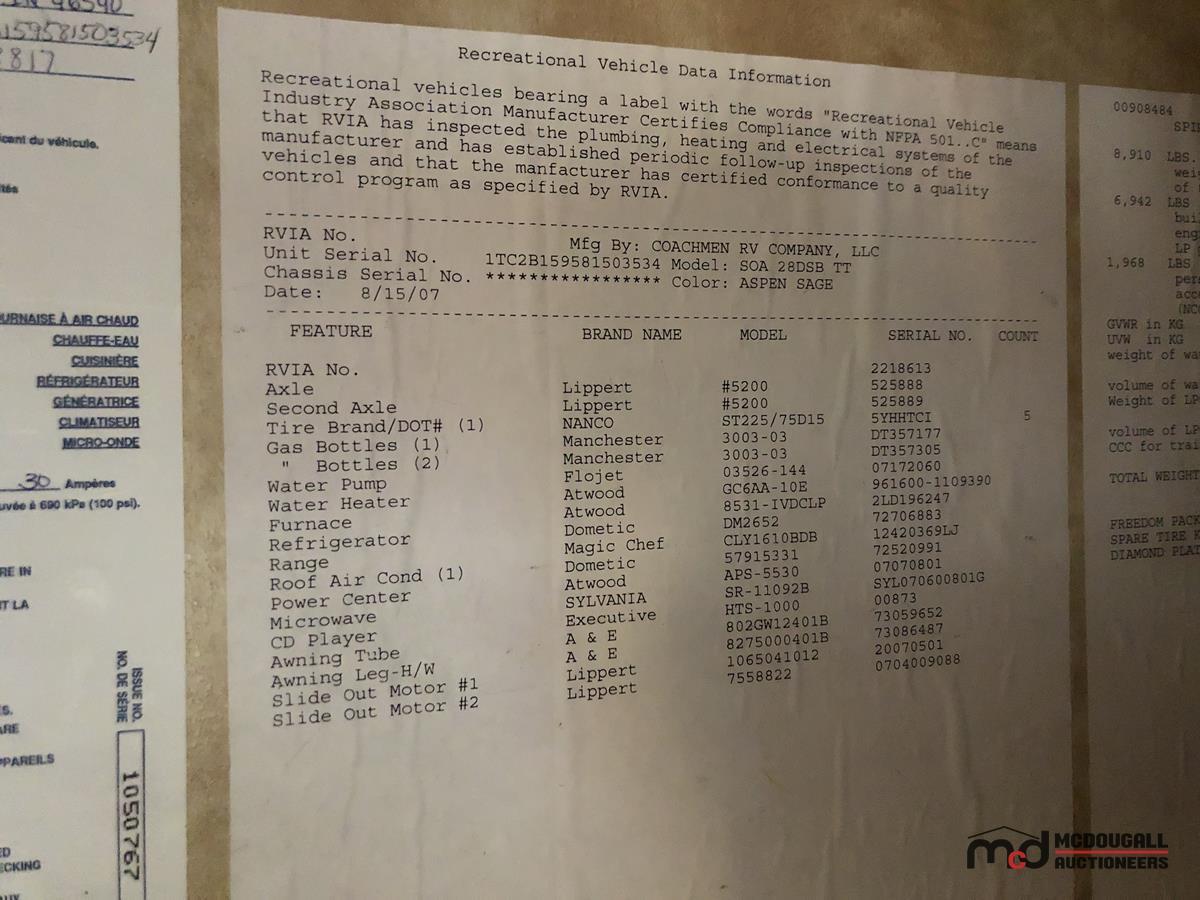 96540
159581503534
8817
icant du véhicule.
OURNAISE À AIR CHAUD
CHAUFFE-EAU
CUISINIÈRE
RÉFRIGÉRATEUR
GÉNÉRATRICE
CLIMATISEUR
MICRO-ONDE
30 Ampères
uvée à 690 kPa (100 psi).
RE IN
T LA
S.
ARE
PPAREILS
ED
ECKING
ISSUE NO.
NO. DE SÉRIE
1050767
Recreational Vehicle Data Information
Recreational vehicles bearing a label with the words "Recreational Vehicle
Industry Association Manufacturer Certifies Compliance with NFPA 501..C" means
that RVIA has inspected the plumbing, heating and electrical systems of the
manufacturer and has established periodic follow-up inspections of the
vehicles and that the manfacturer has certified conformance to a quality
control program as specified by RVIA.
RVIA No. Mfg By: COACHMEN RV COMPANY, LLC
Unit Serial No. 1TC2B159581503534 Model: SOA 28DSB TT
Chassis Serial No. ***************** Color: ASPEN SAGE
Date: 8/15/07
FEATURE BRAND NAME MODEL SERIAL NO. COUNT
RVIA No. 2218613
Axle Lippert #5200 525888
Second Axle Lippert #5200 525889
Tire Brand/DOT# (1) NANCO ST225/75D15 5YHHTCI 5
Gas Bottles (1) Manchester 3003-03 DT357177
" Bottles (2) Manchester 3003-03 DT357305
Water Pump Flojet 03526-144 07172060
Water Heater Atwood GC6AA-10E 961600-1109390
Furnace Atwood 8531-IVDCLP 2LD196247
Refrigerator Dometic DM2652 72706883
Range Magic Chef CLY1610BDB 12420369LJ
Roof Air Cond (1) Dometic 57915331 72520991
Power Center Atwood APS-5530 07070801
Microwave SYLVANIA SR-11092B SYL070600801G
CD Player Executive HTS-1000 00873
Awning Tube A & E 802GW12401B 73059652
Awning Leg-H/W A & E 8275000401B 73086487
Slide Out Motor #1 Lippert 1065041012 20070501
Slide Out Motor #2 Lippert 7558822 0704009088
00908484
8,910 LBS.
of
6,942 LBS
LP
1,968 LBS
(NC
GVWR in KG
UVW in KG
weight of wa
volume of wa
Weight of LP
volume of LP
CCC for trai
TOTAL WEIGHT
FREEDOM PACK
SPARE TIRE K
DIAMOND PLAT
mcd MCDOUGALL
AUCTIONEERS